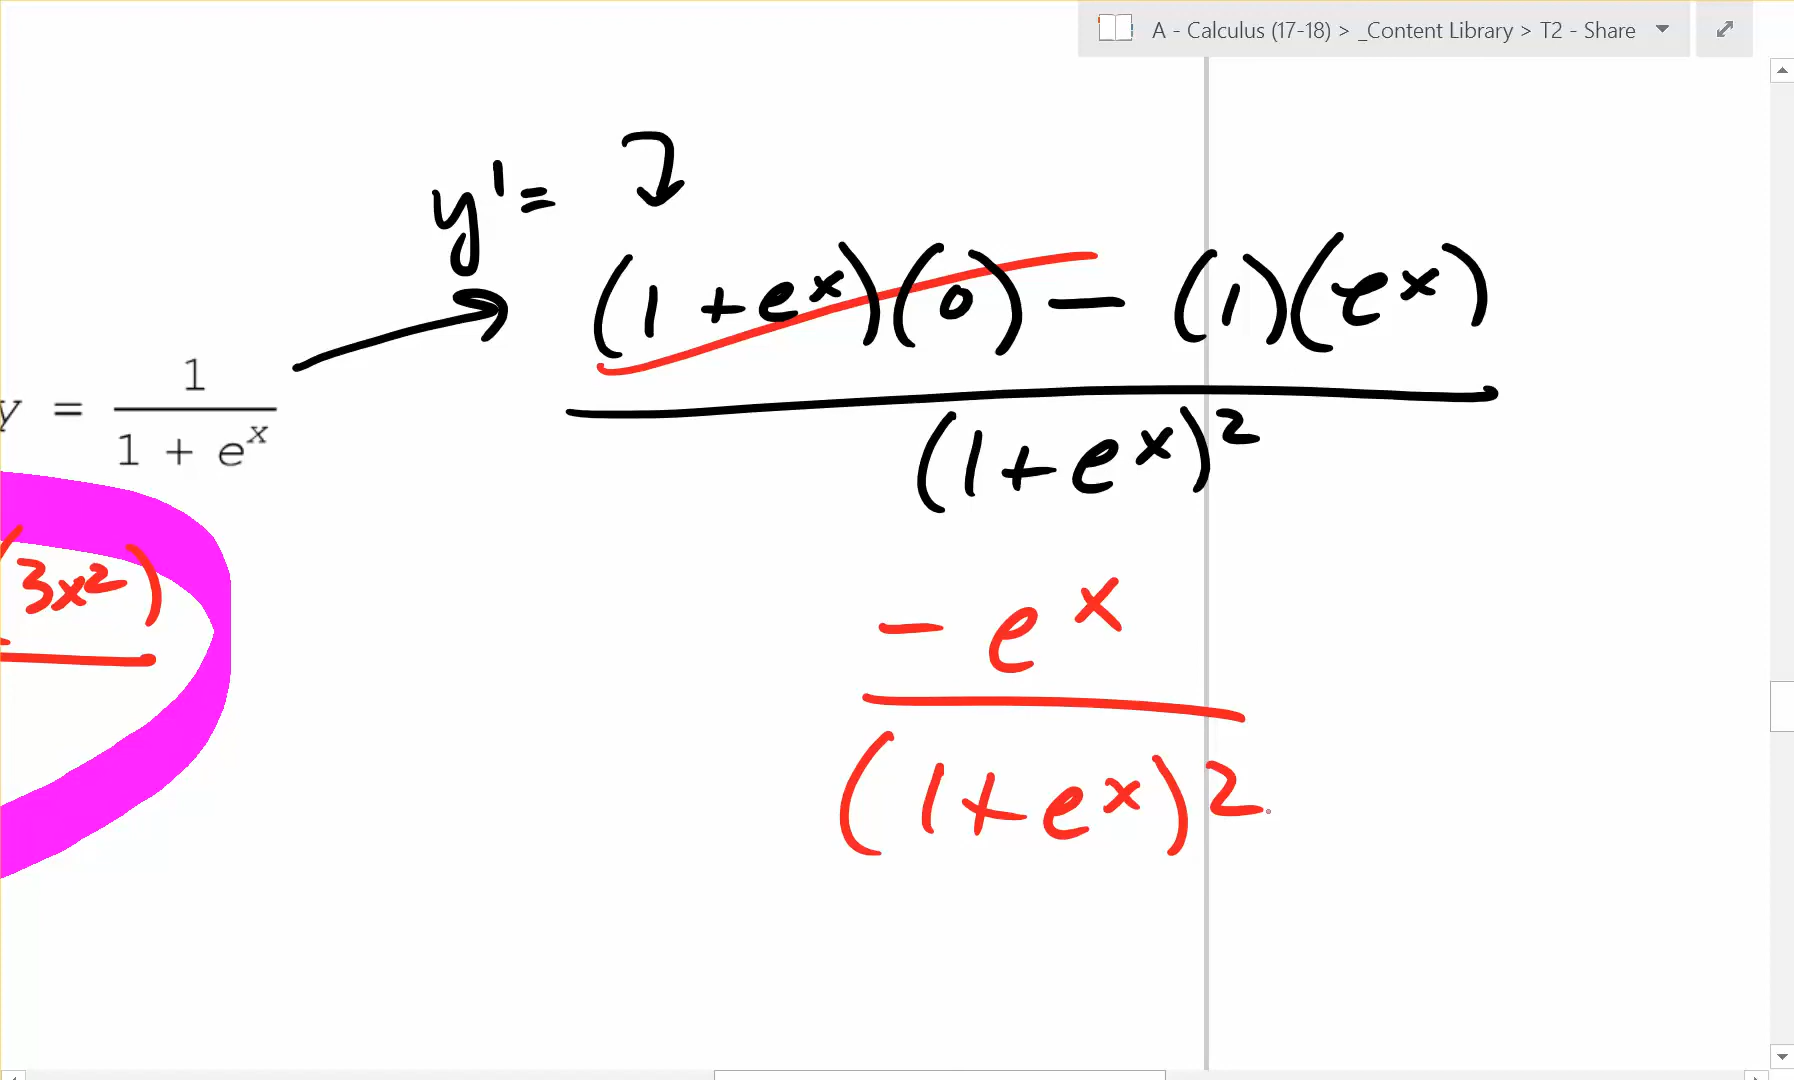 A - Calculus (17-18) > _Content Library > T2 - Share
y' =
(1 + e^x)(0) - (1)(e^x)
(1 + e^x)^2
y = 1
1 + e^x
(3x^2)
- e^x
(1 + e^x)^2